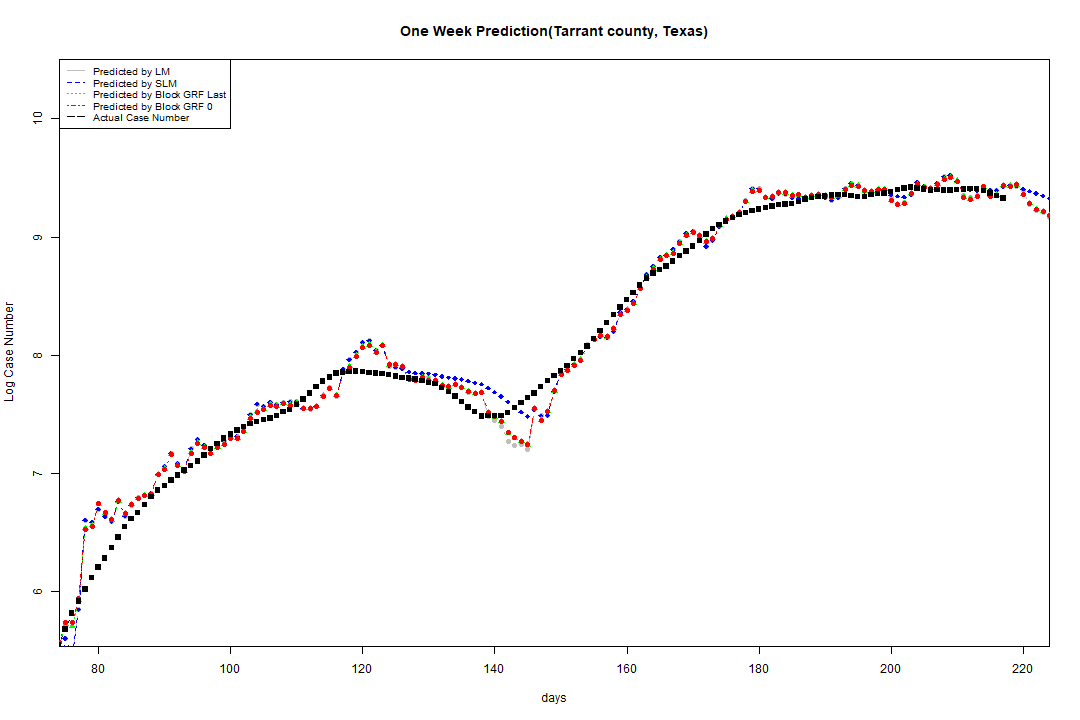 One Week Prediction(Tarrant county, Texas)
Predicted by LM
Predicted by SLM
Predicted by Block GRF Last
Predicted by Block GRF 0
Actual Case Number
10
9
8
7
6
Log Case Number
80 100 120 140 160 180 200 220
days